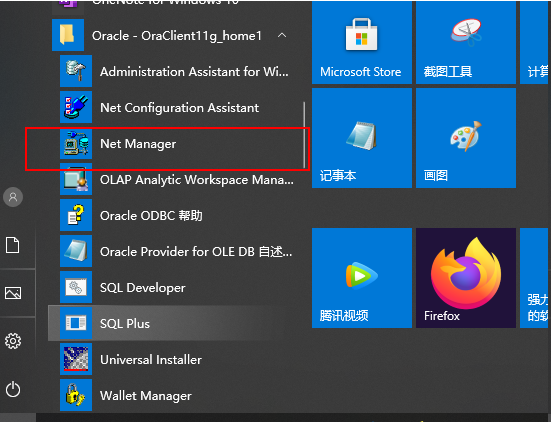 OneNote for Windows 10
Oracle - OraClient11g_home1
Administration Assistant for Wi...
Net Configuration Assistant
Net Manager
OLAP Analytic Workspace Mana...
Oracle ODBC 帮助
Oracle Provider for OLE DB 自述...
SQL Developer
SQL Plus
Universal Installer
Wallet Manager
Microsoft Store
截图工具
计算
记事本
画图
腾讯视频
Firefox
强力
的软